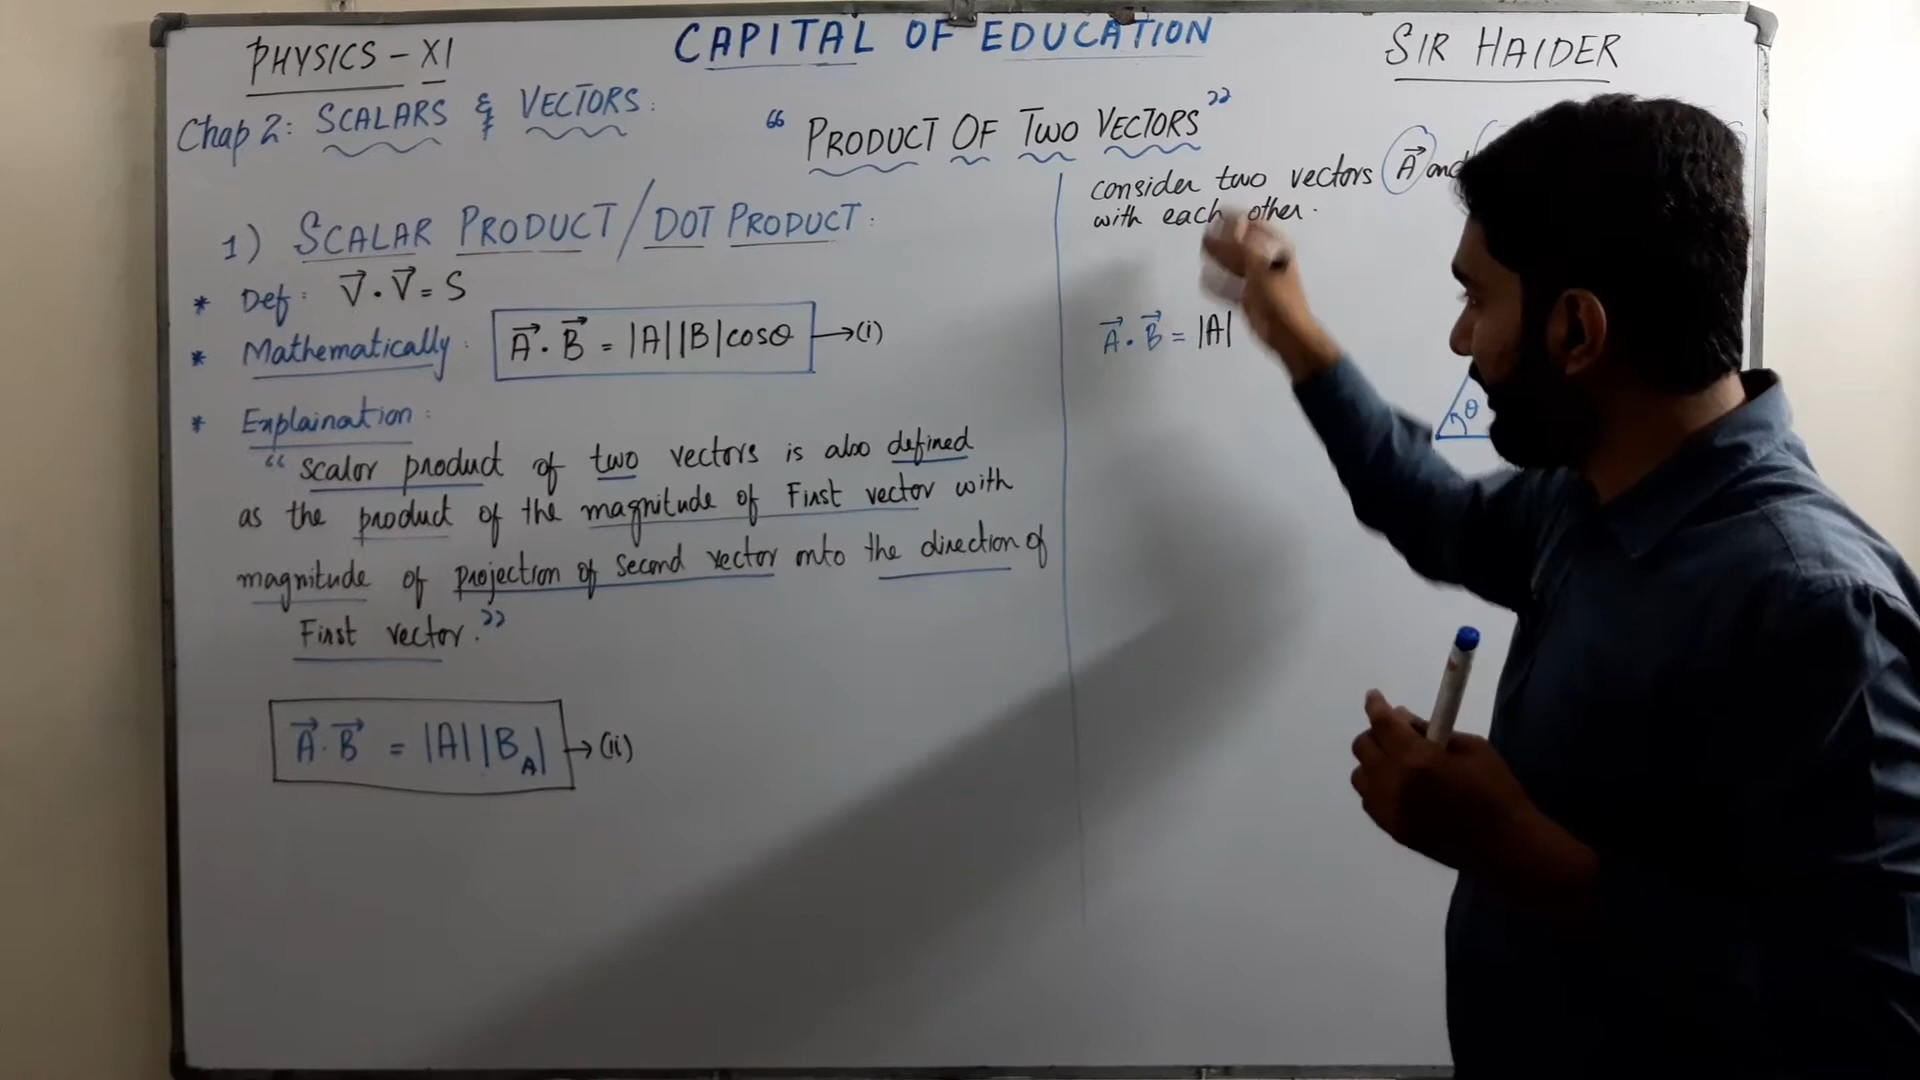 PHYSICS - XI
CAPITAL OF EDUCATION
SIR HAIDER
Chap 2: SCALARS & VECTORS:
“ PRODUCT OF TWO VECTORS ”
1) SCALAR PRODUCT / DOT PRODUCT:
* Def: V⃗ . V⃗ = S
* Mathematically: A⃗ . B⃗ = |A| |B| cosθ → (i)
* Explaination:
“ scalar product of two vectors is also defined
as the product of the magnitude of First vector with
magnitude of projection of second vector onto the direction of
First vector. ”
A⃗ . B⃗ = |A| |B_A| → (ii)
consider two vectors A⃗ and
with each other.
A⃗ . B⃗ = |A|
θ